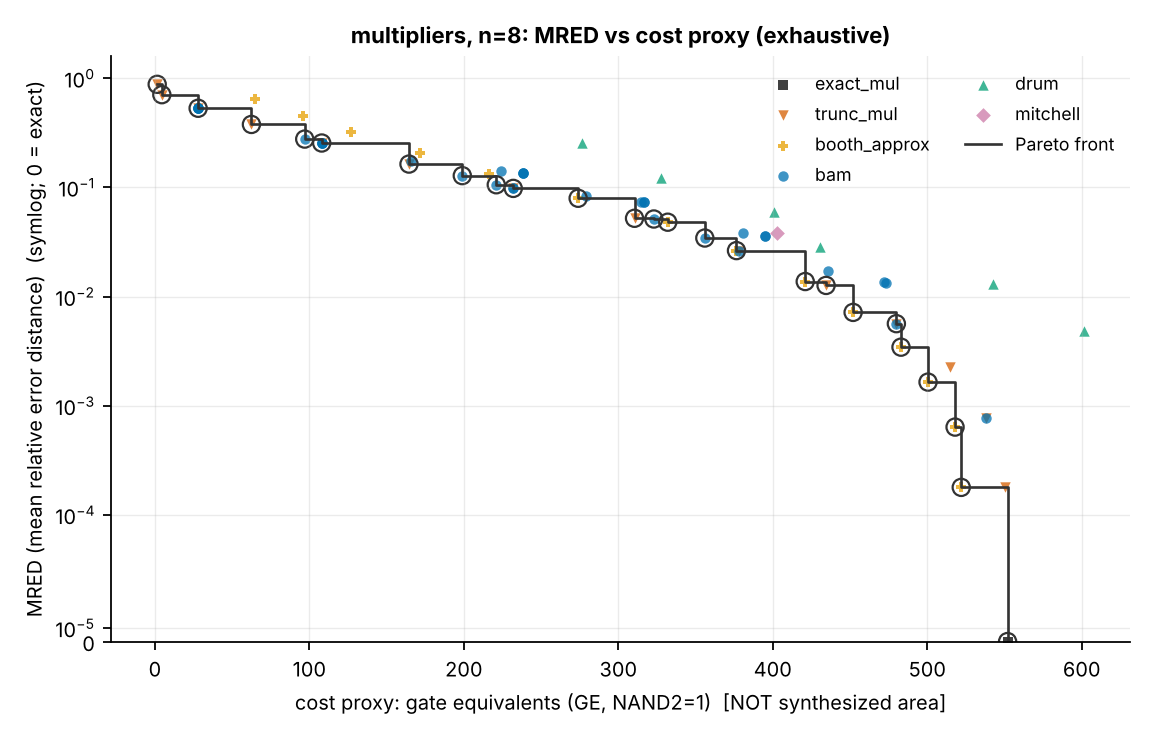 multipliers, n=8: MRED vs cost proxy (exhaustive)
MRED (mean relative error distance)  (symlog; 0 = exact)
10⁰
10⁻¹
10⁻²
10⁻³
10⁻⁴
10⁻⁵
0
exact_mul
trunc_mul
booth_approx
bam
drum
mitchell
Pareto front
0 100 200 300 400 500 600
cost proxy: gate equivalents (GE, NAND2=1)  [NOT synthesized area]